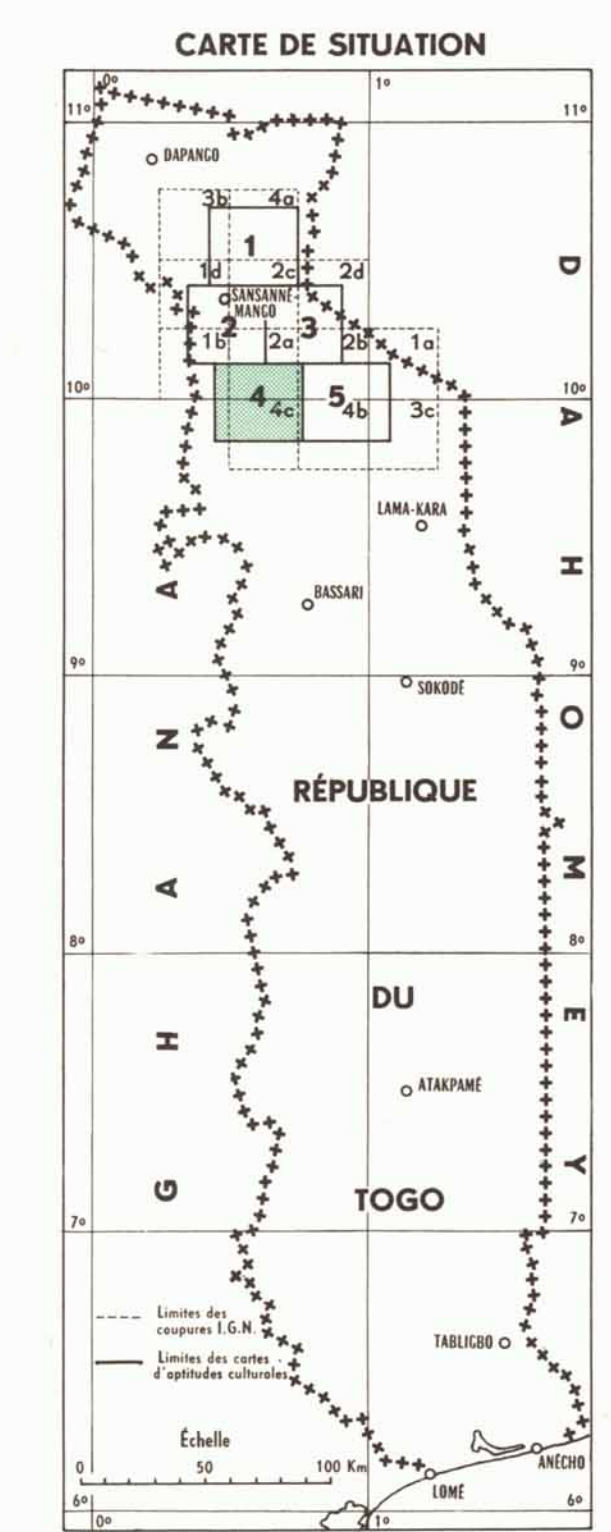 CARTE DE SITUATION
0° 1°
11° 11°
DAPANGO
3b 4a
1
1d 2c 2d
SANSANNÉ
MANGO
2 3
1b 2a 2b 1a
10° 10°
4 5
4c 4b 3c
LAMA-KARA
BASSARI
9° 9°
SOKODÉ
RÉPUBLIQUE
8° 8°
DU
ATAKPAMÉ
TOGO
7° 7°
GHANA
DAHOMEY
Limites des
coupures I.G.N.
Limites des cartes
d'aptitudes culturales
TABLIGBO
Échelle
0 50 100 Km
ANÉCHO
LOMÉ
6° 6°
0° 1°